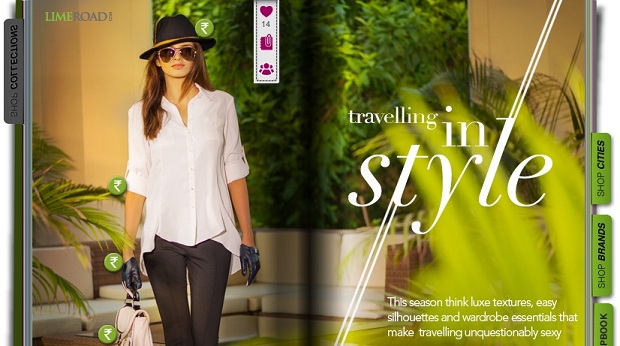 LIMEROAD.COM
SHOP COLLECTIONS
₹
14
₹
₹
₹
travelling
in
style
This season think luxe textures, easy
silhouettes and wardrobe essentials that
make travelling unquestionably sexy
SHOP CITIES
SHOP BRANDS
PBOOK